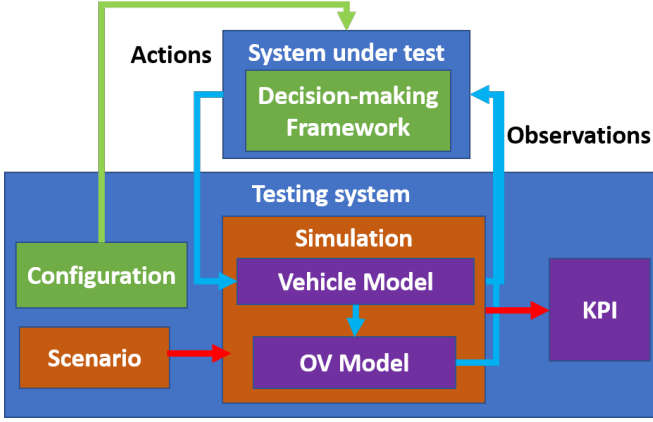 Actions
System under test
Decision-making
Framework
Observations
Testing system
Simulation
Configuration
Vehicle Model
KPI
Scenario
OV Model